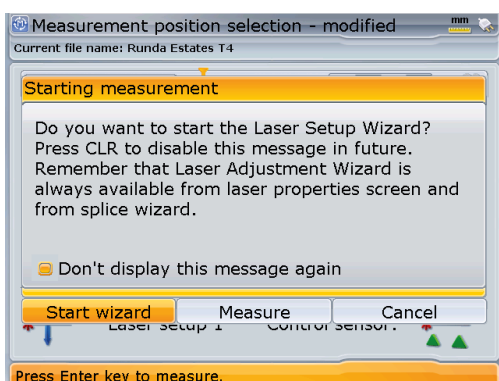 Measurement position selection - modified
mm
Current file name: Runda Estates T4
Starting measurement
Do you want to start the Laser Setup Wizard?
Press CLR to disable this message in future.
Remember that Laser Adjustment Wizard is
always available from laser properties screen and
from splice wizard.
Don't display this message again
Start wizard
Measure
Cancel
Laser setup 1
Control sensor:
Press Enter key to measure.